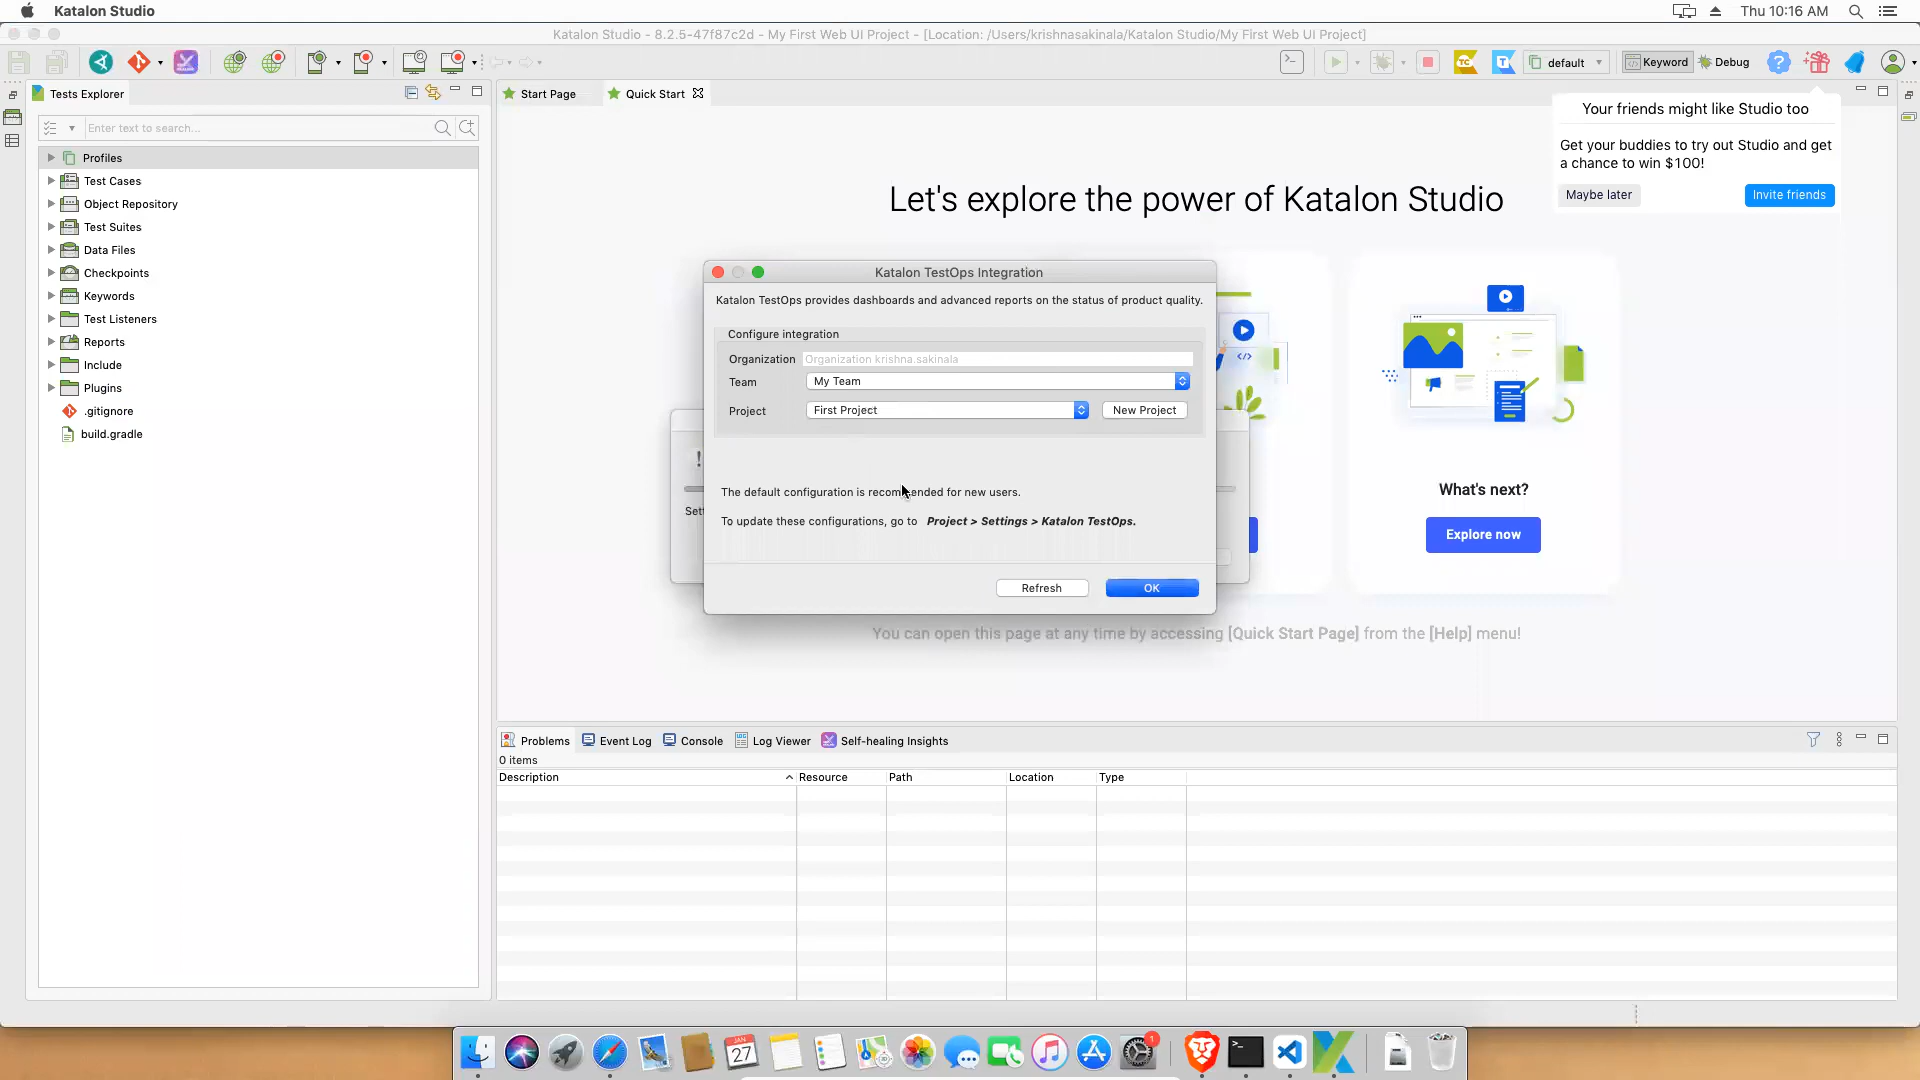 Katalon Studio
Thu 10:16 AM
Katalon Studio - 8.2.5-47f87c2d - My First Web UI Project - [Location: /Users/krishnasakinala/Katalon Studio/My First Web UI Project]
TC
T
default
Keyword
Debug
Tests Explorer
Enter text to search...
Profiles
Test Cases
Object Repository
Test Suites
Data Files
Checkpoints
Keywords
Test Listeners
Reports
Include
Plugins
.gitignore
build.gradle
Start Page
Quick Start
Let's explore the power of Katalon Studio
Your friends might like Studio too
Get your buddies to try out Studio and get
a chance to win $100!
Maybe later
Invite friends
Katalon TestOps Integration
Katalon TestOps provides dashboards and advanced reports on the status of product quality.
Configure integration
Organization
Organization krishna.sakinala
Team
My Team
Project
First Project
New Project
The default configuration is recommended for new users.
To update these configurations, go to Project > Settings > Katalon TestOps.
Refresh
OK
What's next?
Explore now
You can open this page at any time by accessing [Quick Start Page] from the [Help] menu!
Problems
Event Log
Console
Log Viewer
Self-healing Insights
0 items
Description
Resource
Path
Location
Type
JAN
27
1